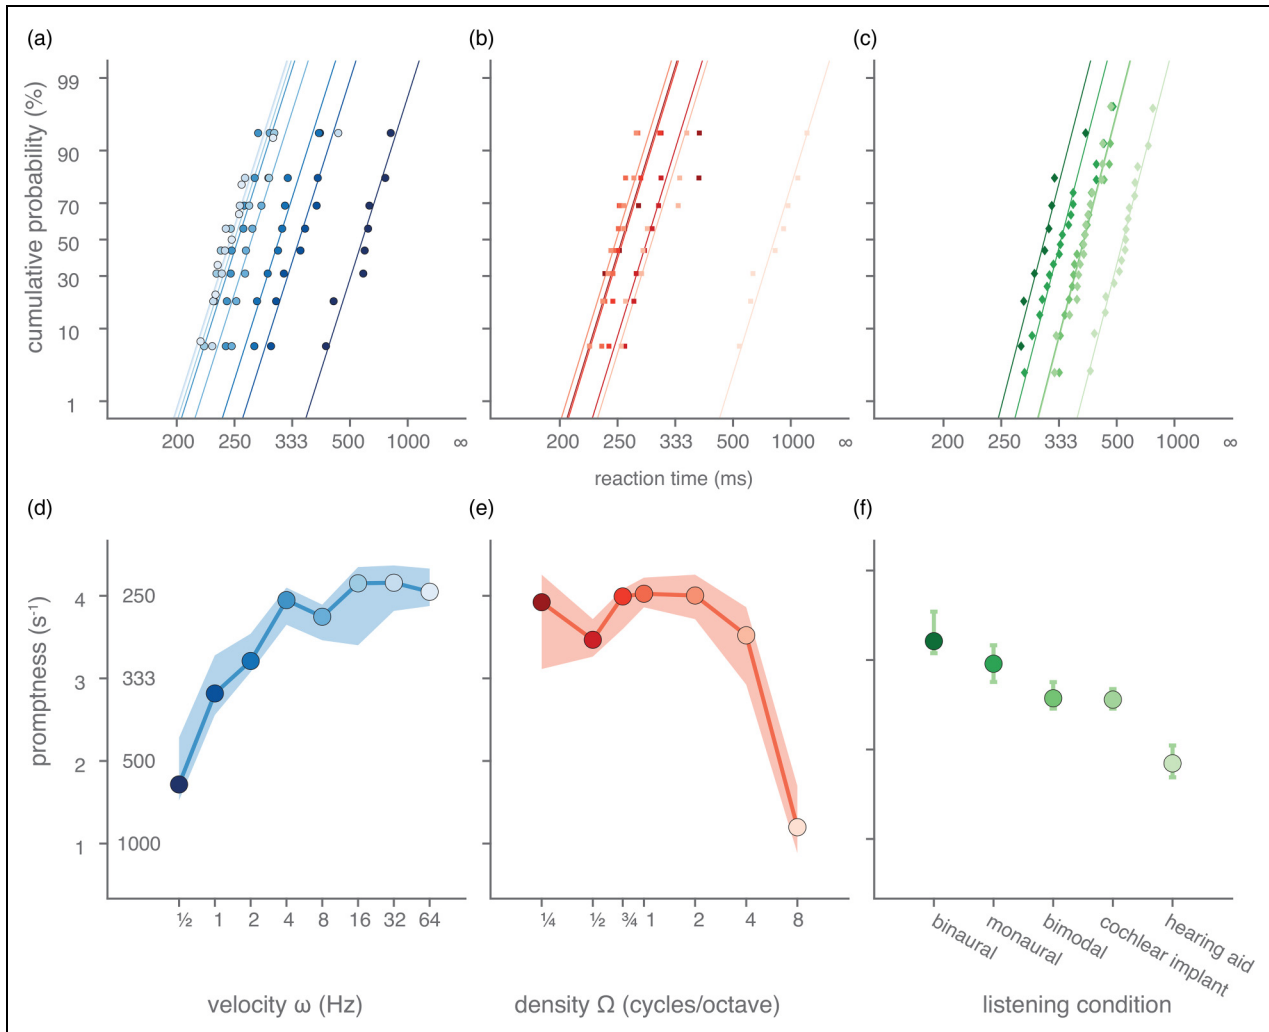 (a)
(b)
(c)
cumulative probability (%)
99
90
70
50
30
10
1
200 250 333 500 1000 ∞
200 250 333 500 1000 ∞
200 250 333 500 1000 ∞
reaction time (ms)
(d)
(e)
(f)
promptness (s-1)
4
3
2
1
250
333
500
1000
½ 1 2 4 8 16 32 64
¼ ½ ¾ 1 2 4 8
binaural
monaural
bimodal
cochlear implant
hearing aid
velocity ω (Hz)
density Ω (cycles/octave)
listening condition